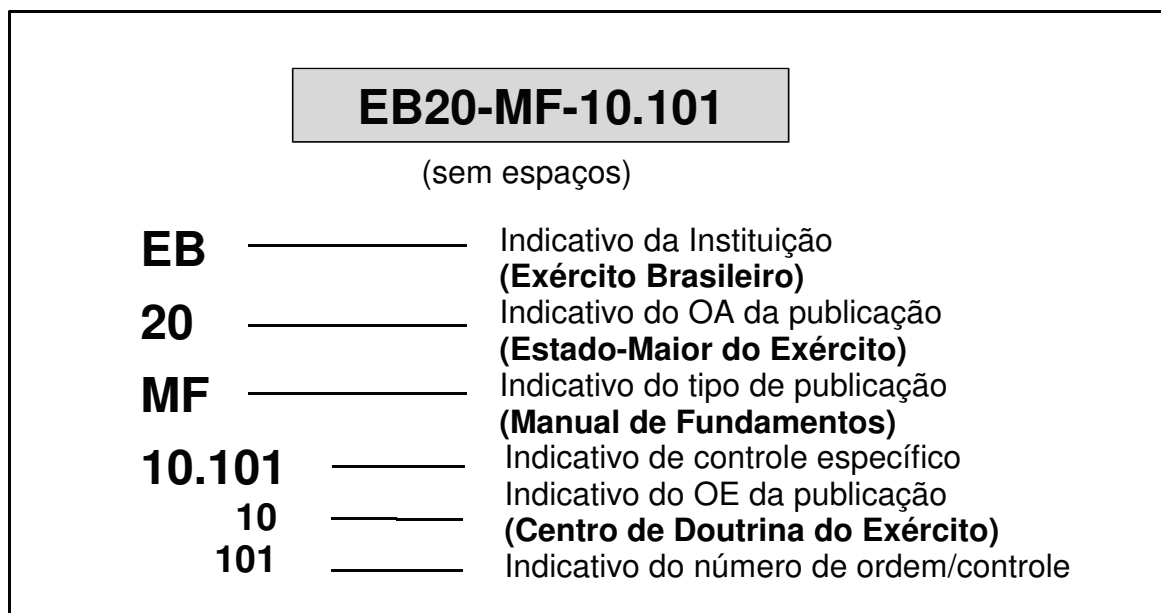 EB20-MF-10.101
(sem espaços)
EB Indicativo da Instituição
(Exército Brasileiro)
20 Indicativo do OA da publicação
(Estado-Maior do Exército)
MF Indicativo do tipo de publicação
(Manual de Fundamentos)
10.101 Indicativo de controle específico
10 Indicativo do OE da publicação
(Centro de Doutrina do Exército)
101 Indicativo do número de ordem/controle